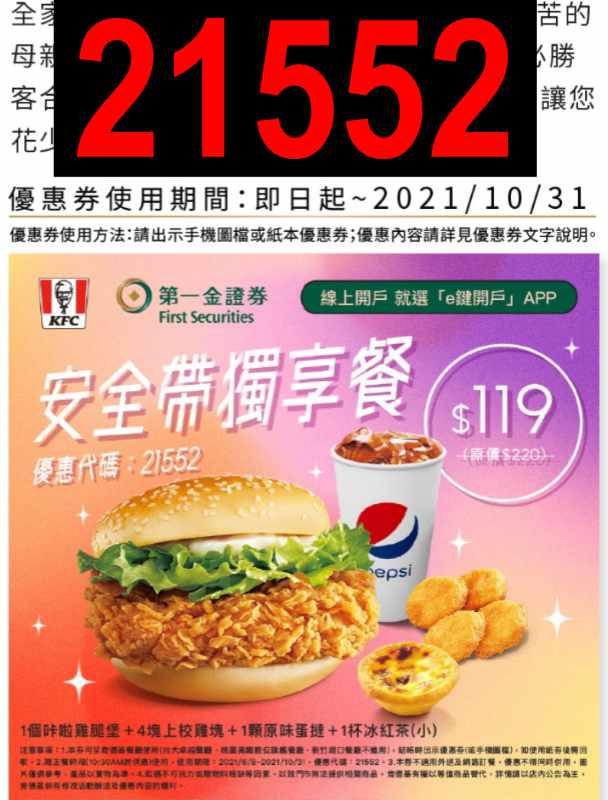 全家 苦的
21552
母親 必勝
客合 讓您
花少
優惠券使用期間：即日起~2021/10/31
優惠券使用方法：請出示手機圖檔或紙本優惠券；優惠內容請詳見優惠券文字說明。
KFC
第一金證券
First Securities
線上開戶 就選「e鍵開戶」APP
安全帶獨享餐
$119
(原價$220)
優惠代碼：21552
pepsi
1個咔啦雞腿堡＋4塊上校雞塊＋1顆原味蛋撻＋1杯冰紅茶(小)